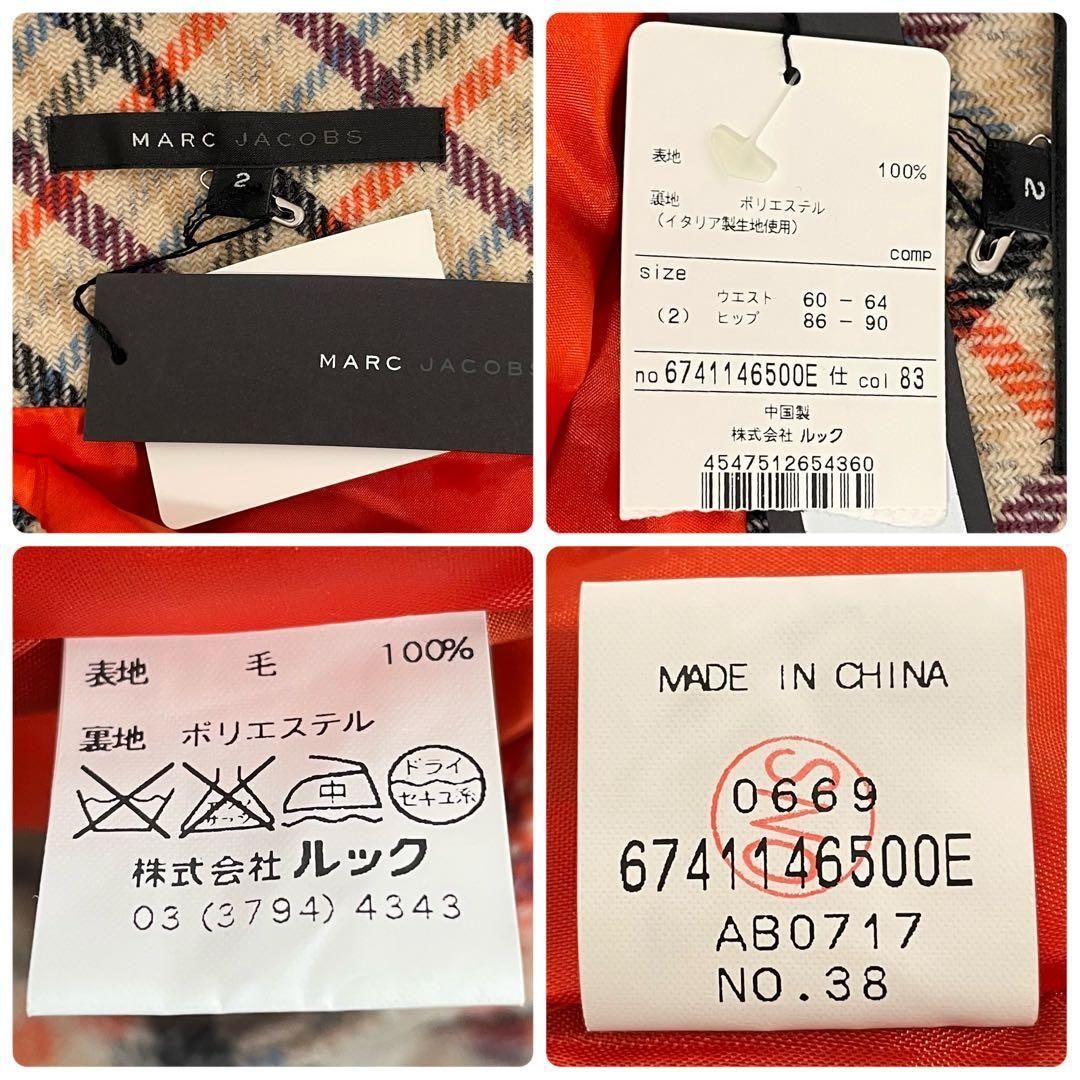 MARC JACOBS
2
MARC JACOBS
表地 100%
裏地 ポリエステル
(イタリア製生地使用)
comp
size
(2) ウエスト 60 - 64
ヒップ 86 - 90
no 6741146500E 仕 col 83
中国製
株式会社 ルック
4547512654360
2
表地 毛 100%
裏地 ポリエステル
中
ドライ
セキユ系
株式会社 ルック
03 (3794) 4343
MADE IN CHINA
SMD
0669
6741146500E
AB0717
NO.38